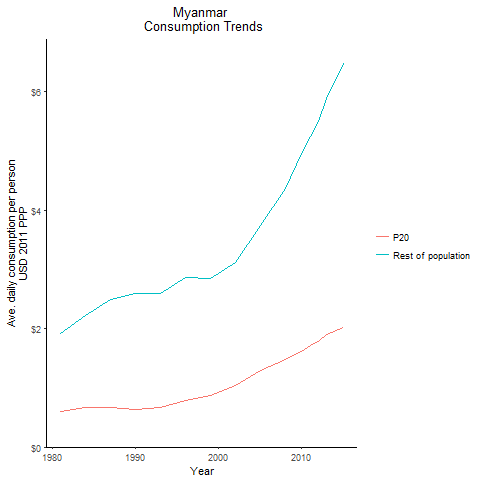 Myanmar
Consumption Trends
Ave. daily consumption per person
USD 2011 PPP
$6
$4
$2
$0
1980
1990
2000
2010
Year
P20
Rest of population